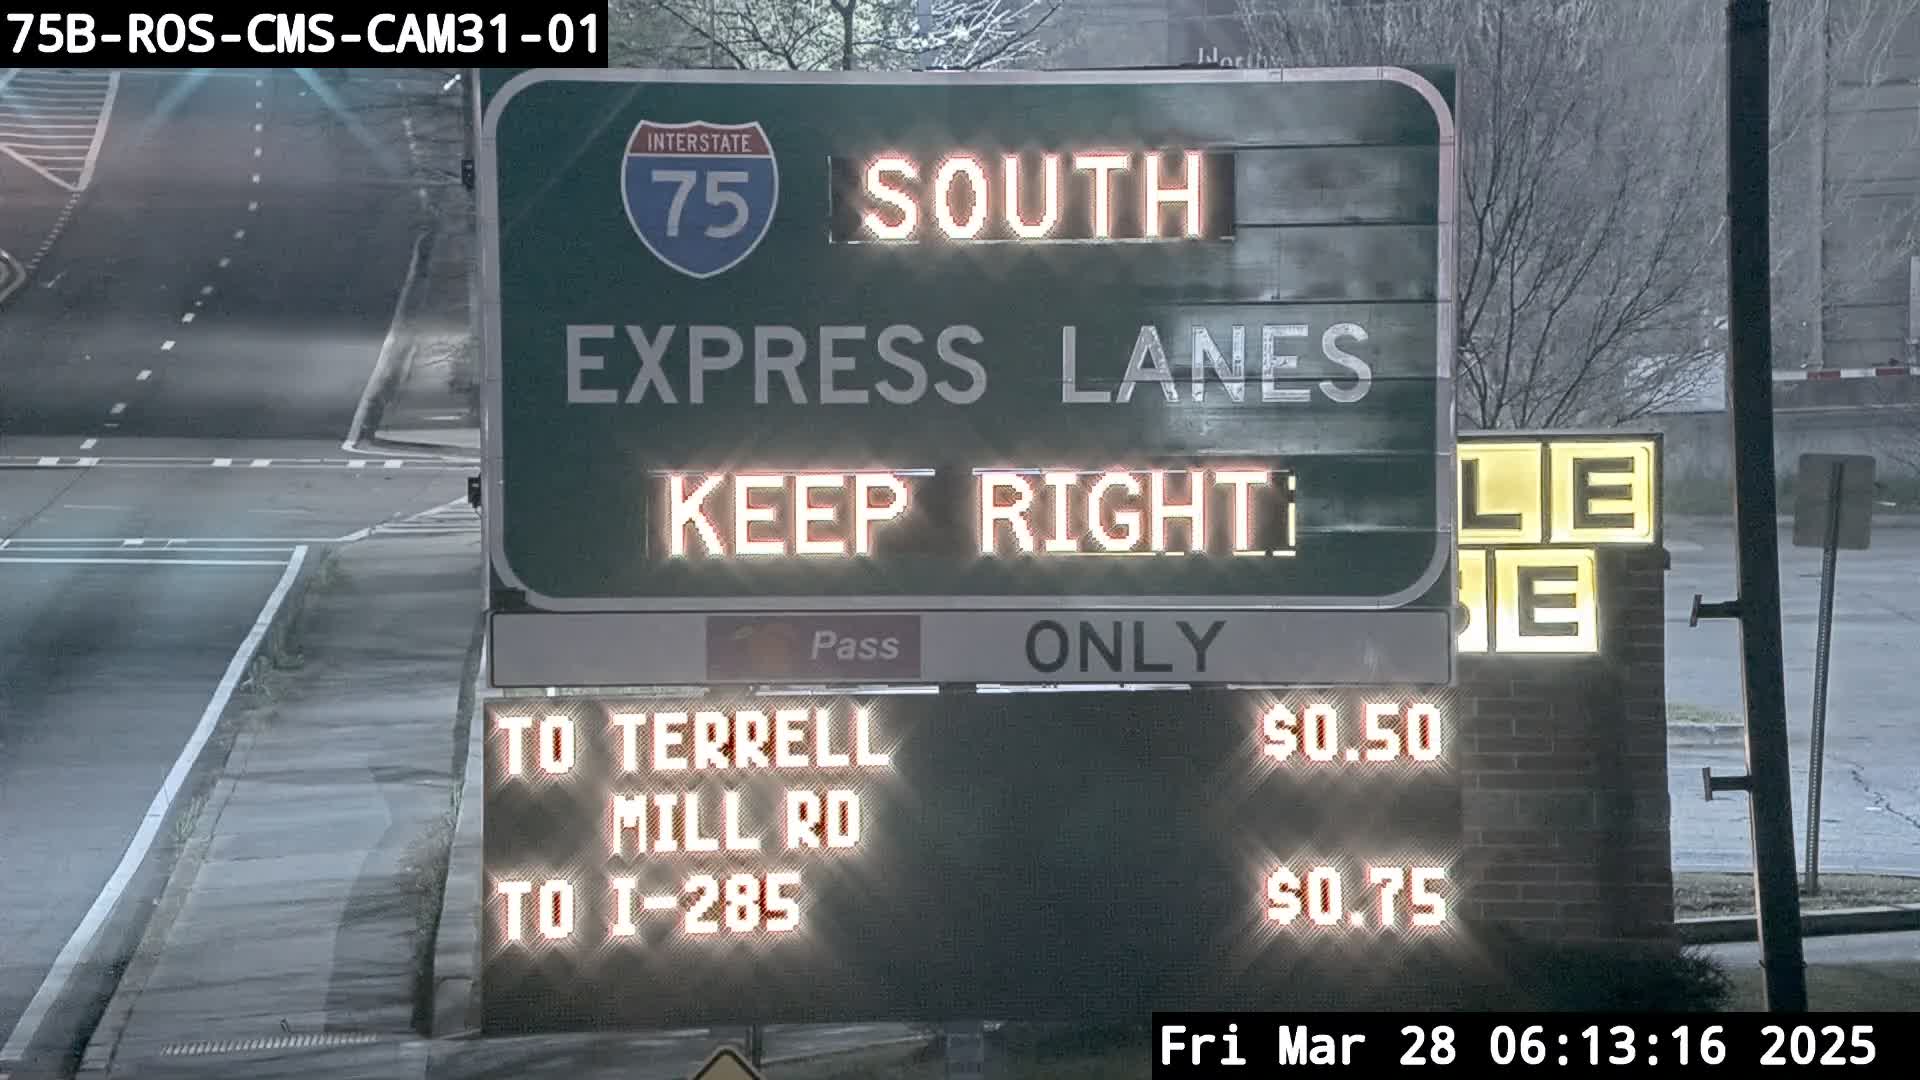 75B-ROS-CMS-CAM31-01
INTERSTATE
75 SOUTH
EXPRESS LANES
KEEP RIGHT
Pass ONLY
TO TERRELL $0.50
MILL RD
TO I-285 $0.75
LE
E
Fri Mar 28 06:13:16 2025